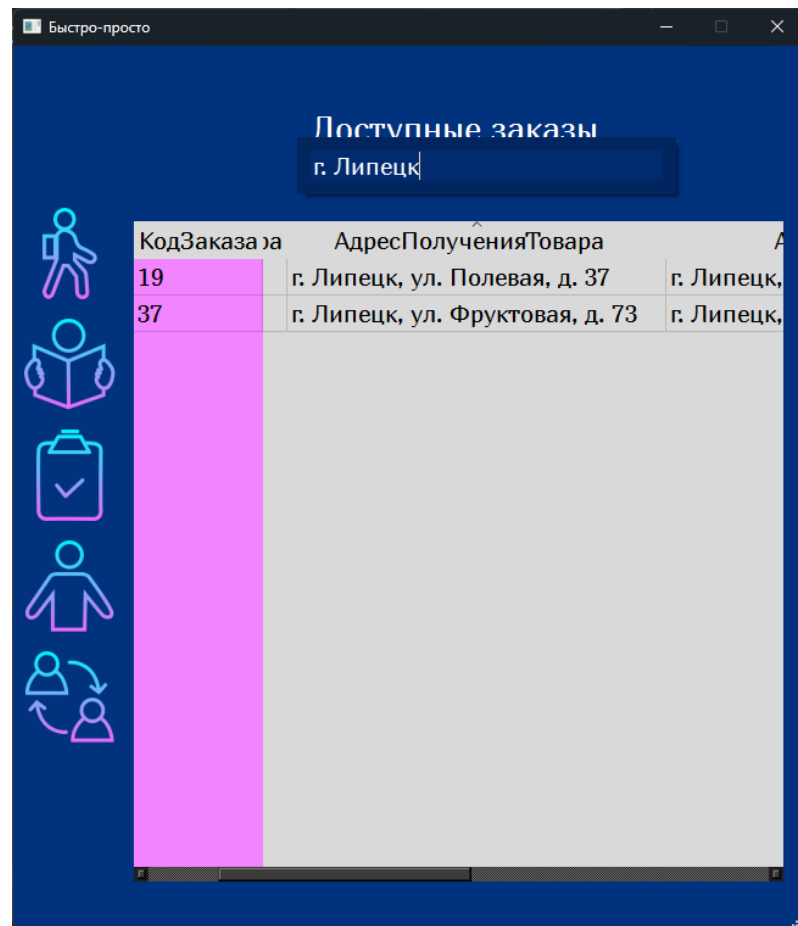 Быстро-просто
Доступные заказы
г. Липецк
КодЗаказа ра АдресПолученияТовара А
19 г. Липецк, ул. Полевая, д. 37 г. Липецк,
37 г. Липецк, ул. Фруктовая, д. 73 г. Липецк,